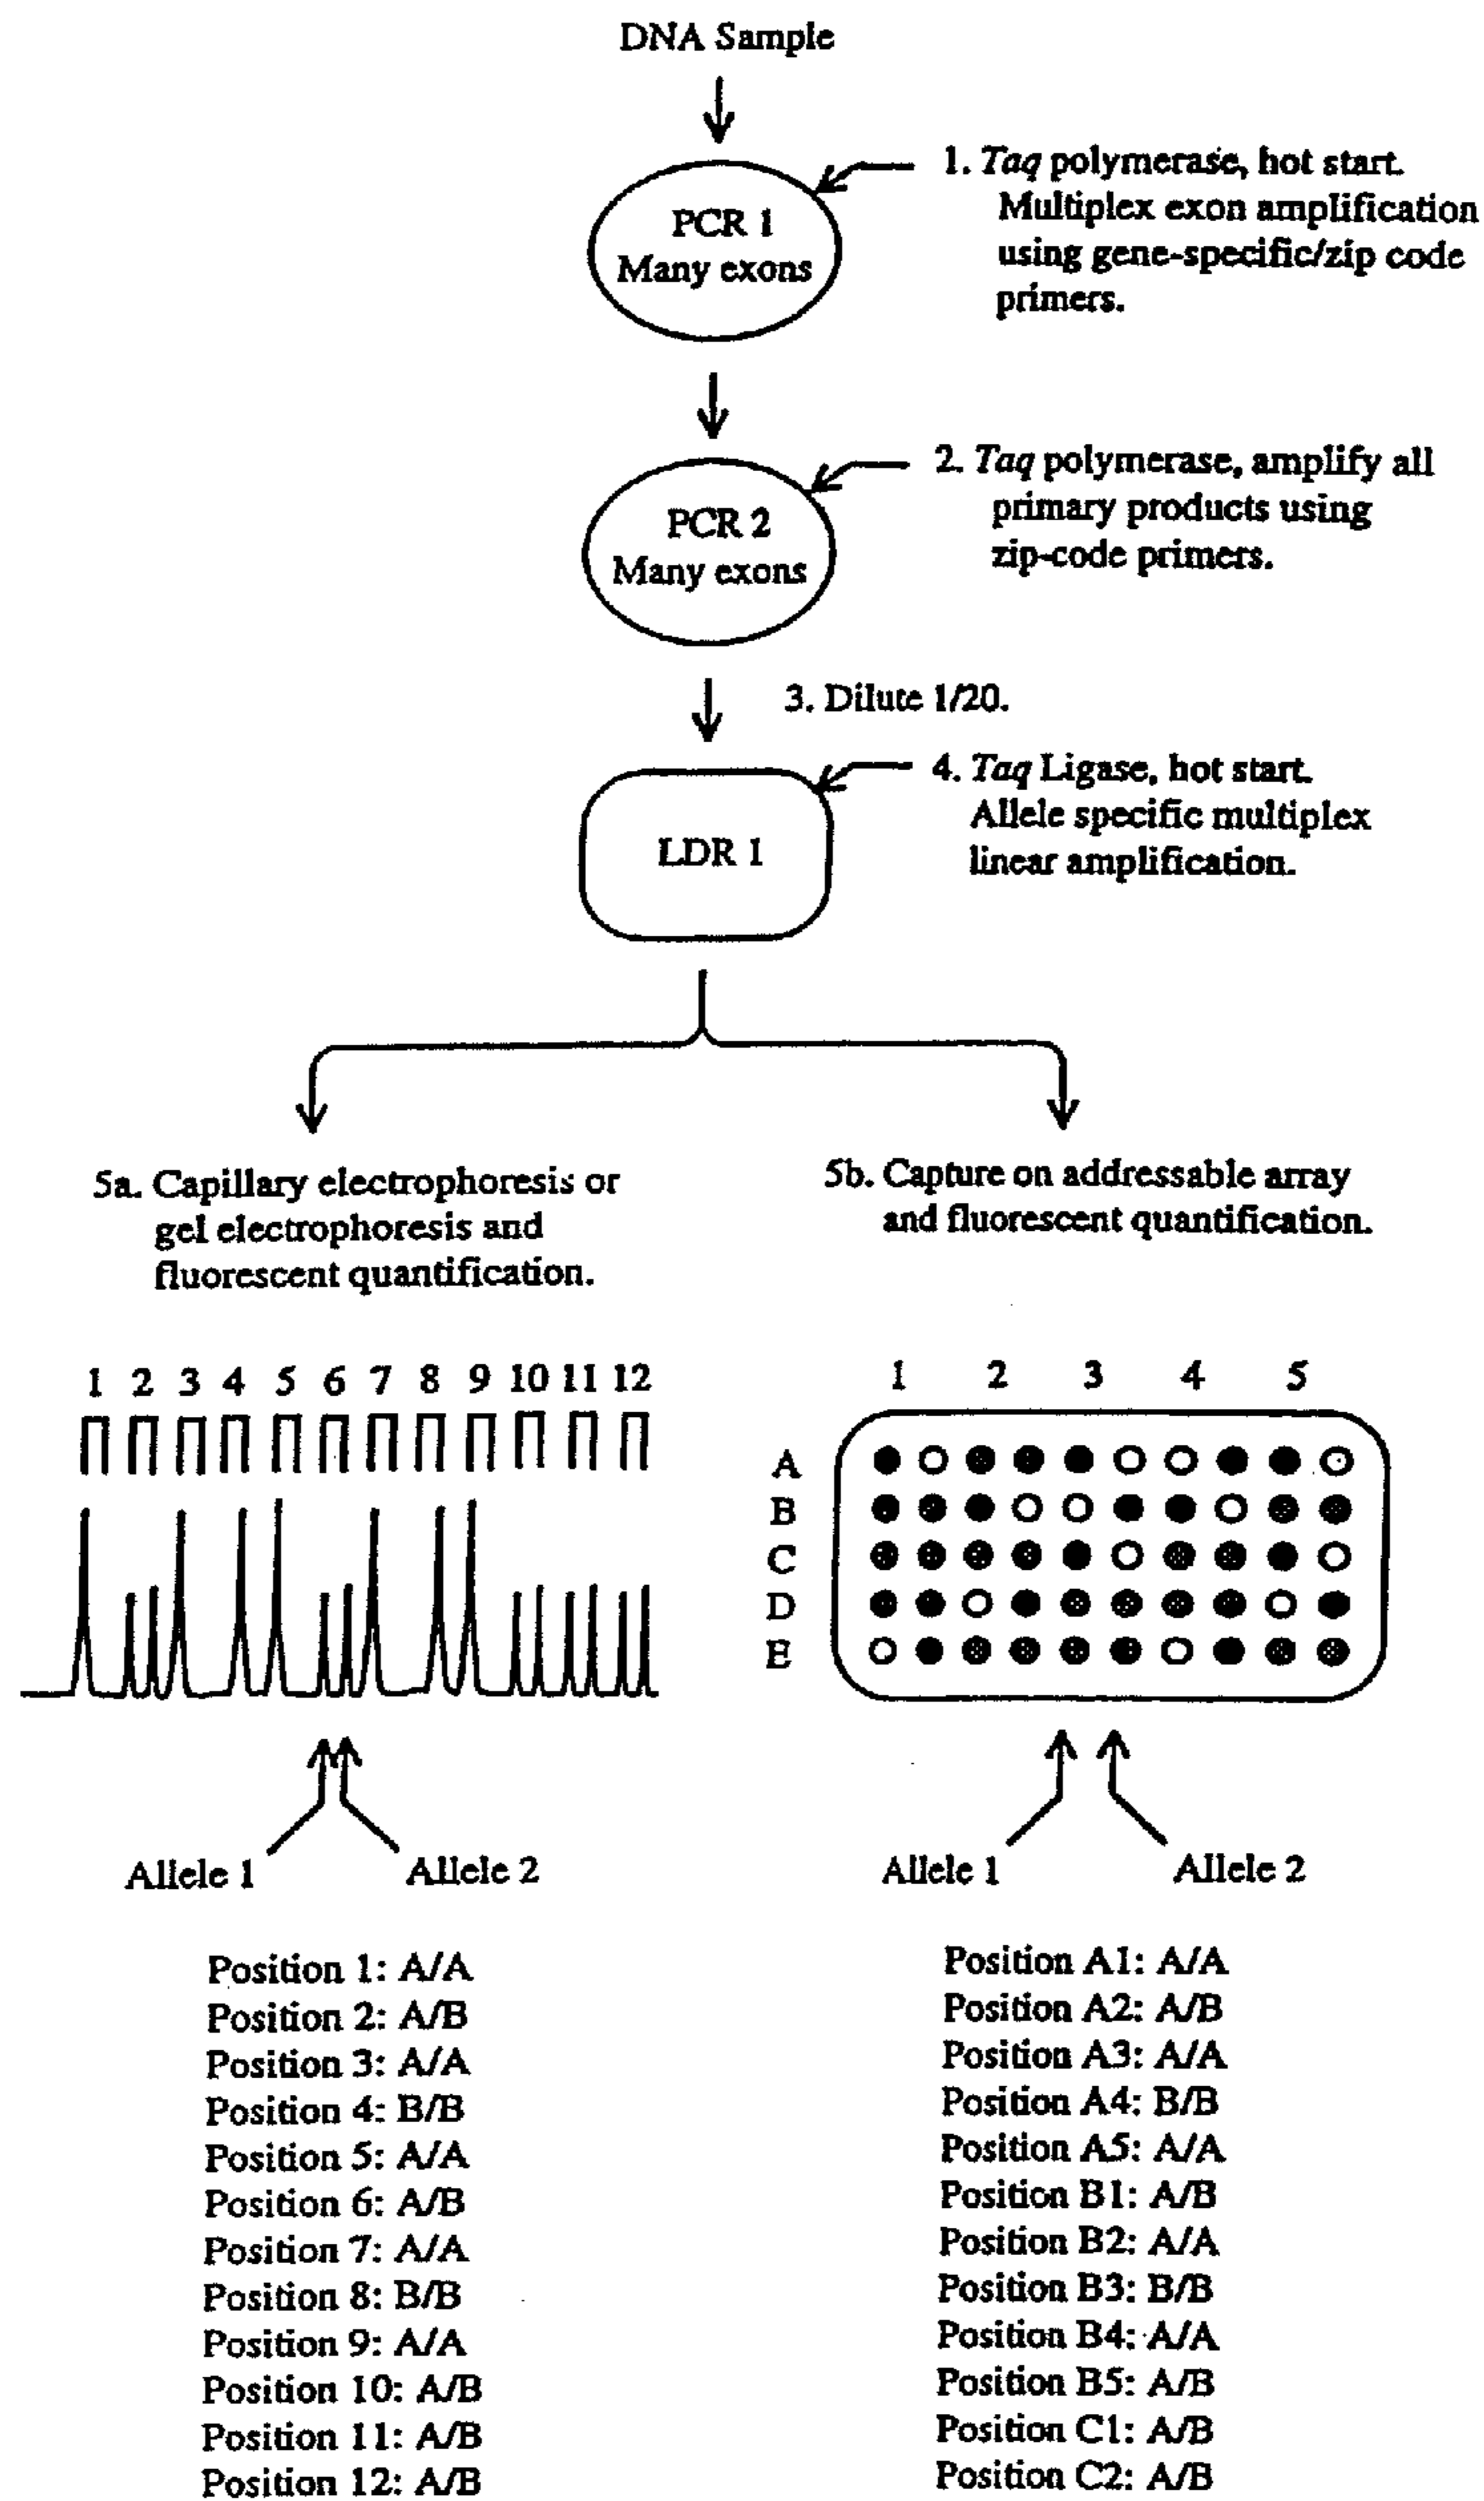 DNA Sample
PCR 1
Many exons
1. Taq polymerase, hot start.
Multiplex exon amplification
using gene-specific/zip code
primers.
PCR 2
Many exons
2. Taq polymerase, amplify all
primary products using
zip-code primers.
3. Dilute 1/20.
LDR 1
4. Taq Ligase, hot start.
Allele specific multiplex
linear amplification.
5a. Capillary electrophoresis or
gel electrophoresis and
fluorescent quantification.
5b. Capture on addressable array
and fluorescent quantification.
1 2 3 4 5 6 7 8 9 10 11 12
1 2 3 4 5
A
B
C
D
E
Allele 1
Allele 2
Allele 1
Allele 2
Position 1: A/A
Position 2: A/B
Position 3: A/A
Position 4: B/B
Position 5: A/A
Position 6: A/B
Position 7: A/A
Position 8: B/B
Position 9: A/A
Position 10: A/B
Position 11: A/B
Position 12: A/B
Position A1: A/A
Position A2: A/B
Position A3: A/A
Position A4: B/B
Position A5: A/A
Position B1: A/B
Position B2: A/A
Position B3: B/B
Position B4: A/A
Position B5: A/B
Position C1: A/B
Position C2: A/B